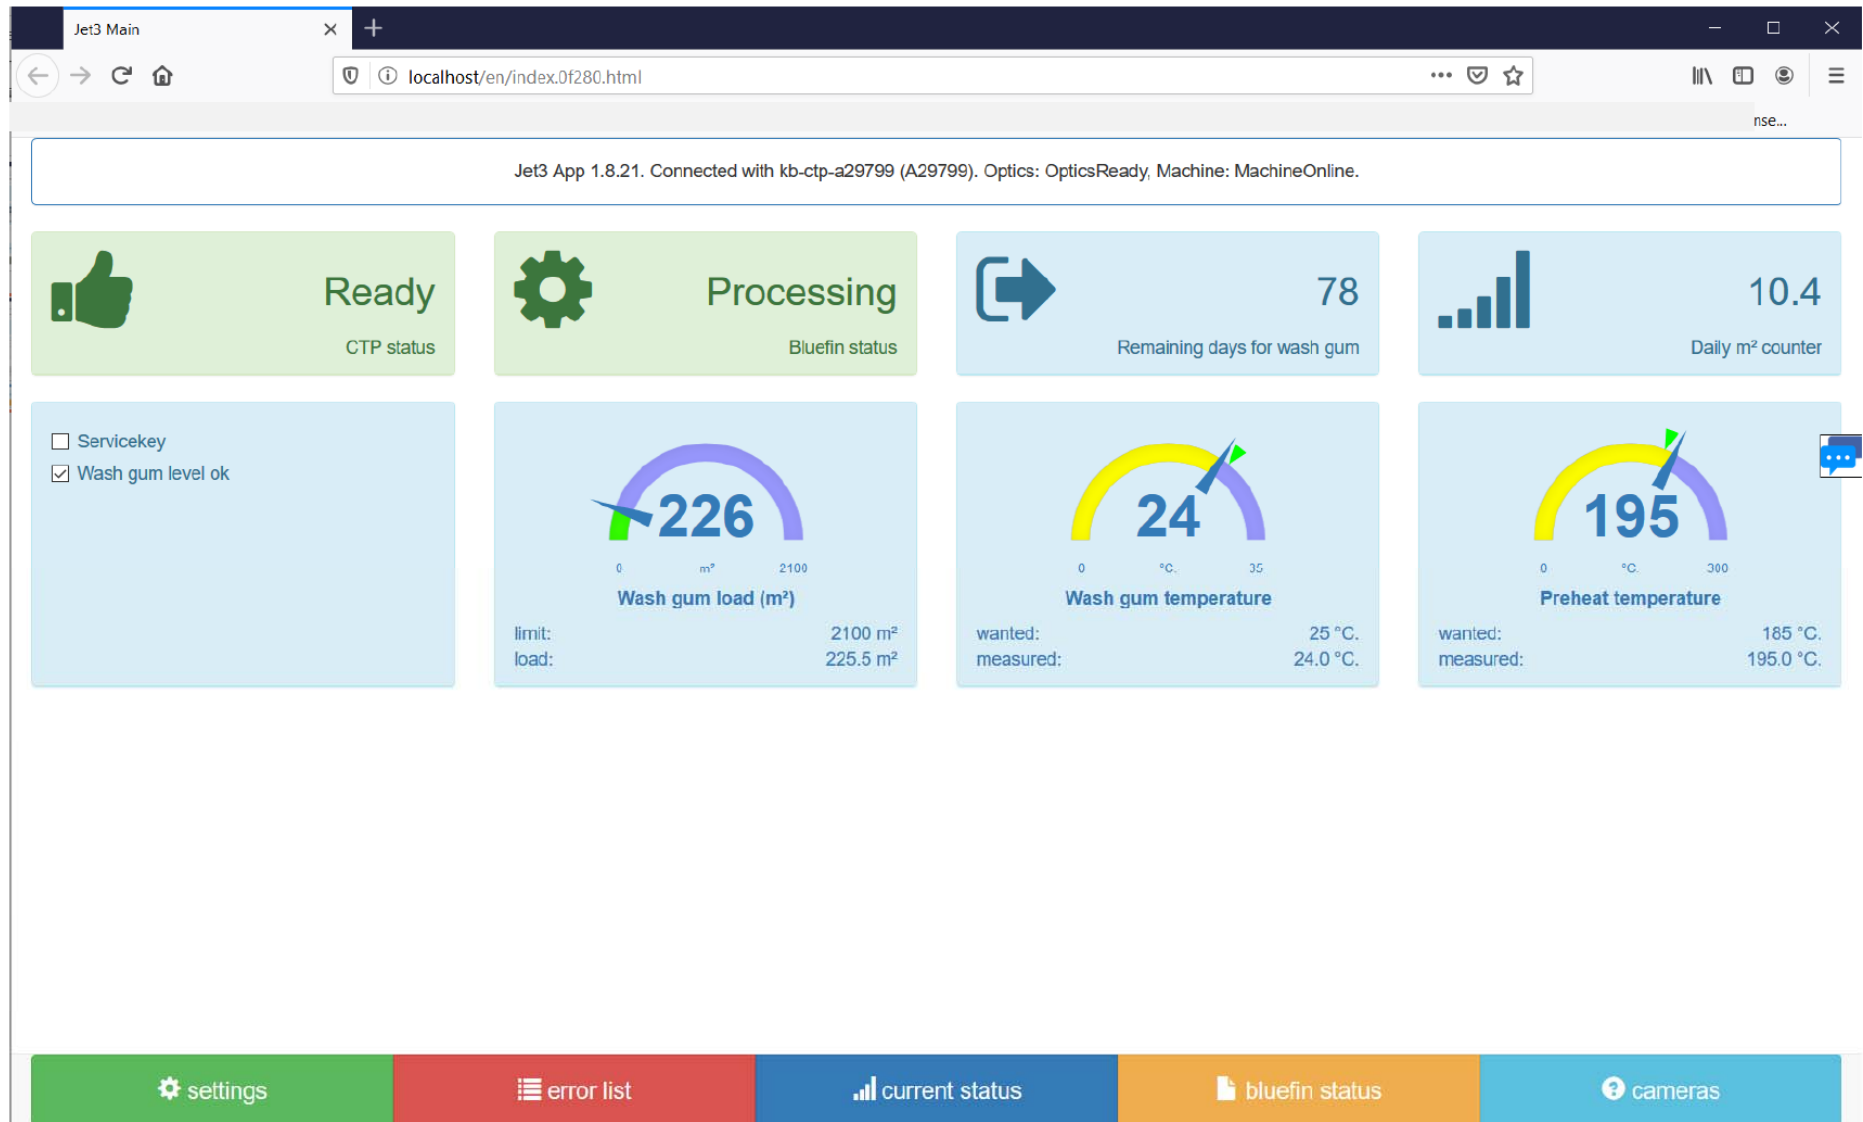 Jet3 Main
localhost/en/index.0f280.html
nse...
Jet3 App 1.8.21. Connected with kb-ctp-a29799 (A29799). Optics: OpticsReady, Machine: MachineOnline.
Ready
CTP status
Processing
Bluefin status
78
Remaining days for wash gum
10.4
Daily m² counter
Servicekey
Wash gum level ok
226
0 m² 2100
Wash gum load (m²)
limit: 2100 m²
load: 225.5 m²
24
0 °C. 35
Wash gum temperature
wanted: 25 °C.
measured: 24.0 °C.
195
0 °C. 300
Preheat temperature
wanted: 185 °C.
measured: 195.0 °C.
settings
error list
current status
bluefin status
cameras